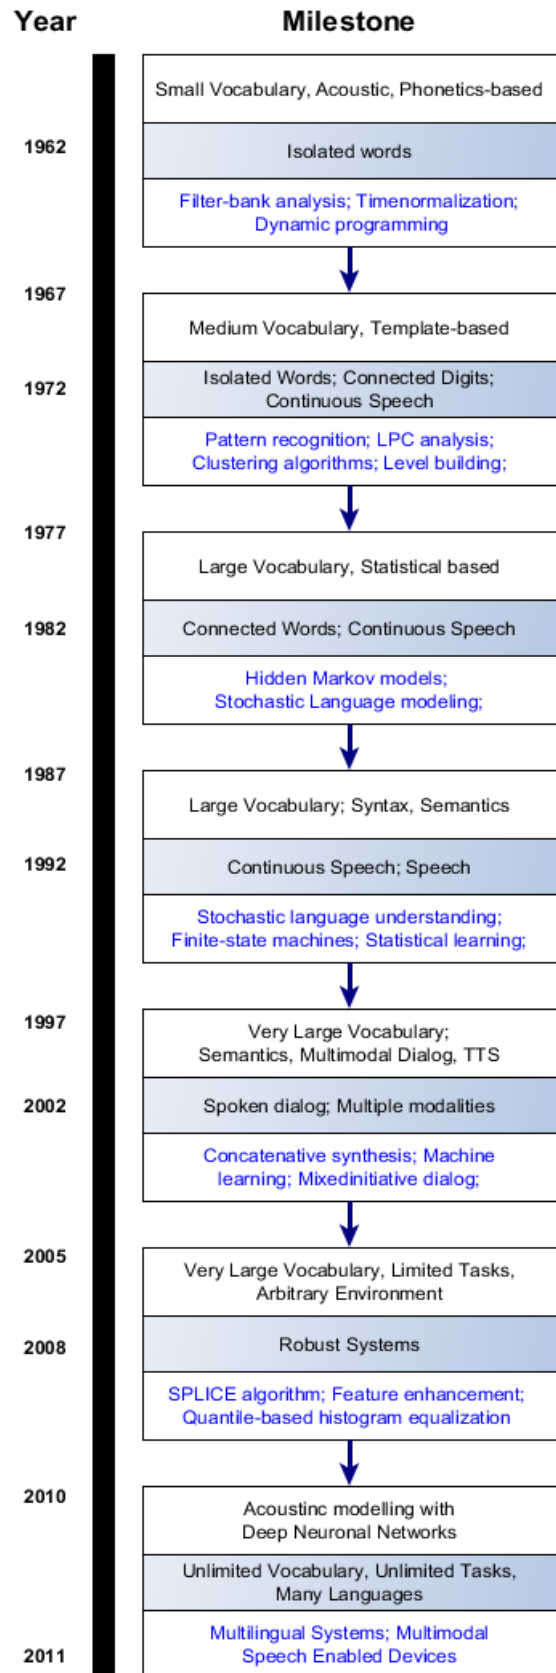 Year Milestone
Small Vocabulary, Acoustic, Phonetics-based
1962
Isolated words
Filter-bank analysis; Timenormalization;
Dynamic programming
1967
Medium Vocabulary, Template-based
1972
Isolated Words; Connected Digits;
Continuous Speech
Pattern recognition; LPC analysis;
Clustering algorithms; Level building;
1977
Large Vocabulary, Statistical based
1982
Connected Words; Continuous Speech
Hidden Markov models;
Stochastic Language modeling;
1987
Large Vocabulary; Syntax, Semantics
1992
Continuous Speech; Speech
Stochastic language understanding;
Finite-state machines; Statistical learning;
1997
Very Large Vocabulary;
Semantics, Multimodal Dialog, TTS
2002
Spoken dialog; Multiple modalities
Concatenative synthesis; Machine
learning; Mixedinitiative dialog;
2005
Very Large Vocabulary, Limited Tasks,
Arbitrary Environment
2008
Robust Systems
SPLICE algorithm; Feature enhancement;
Quantile-based histogram equalization
2010
Acoustinc modelling with
Deep Neuronal Networks
Unlimited Vocabulary, Unlimited Tasks,
Many Languages
Multilingual Systems; Multimodal
Speech Enabled Devices
2011